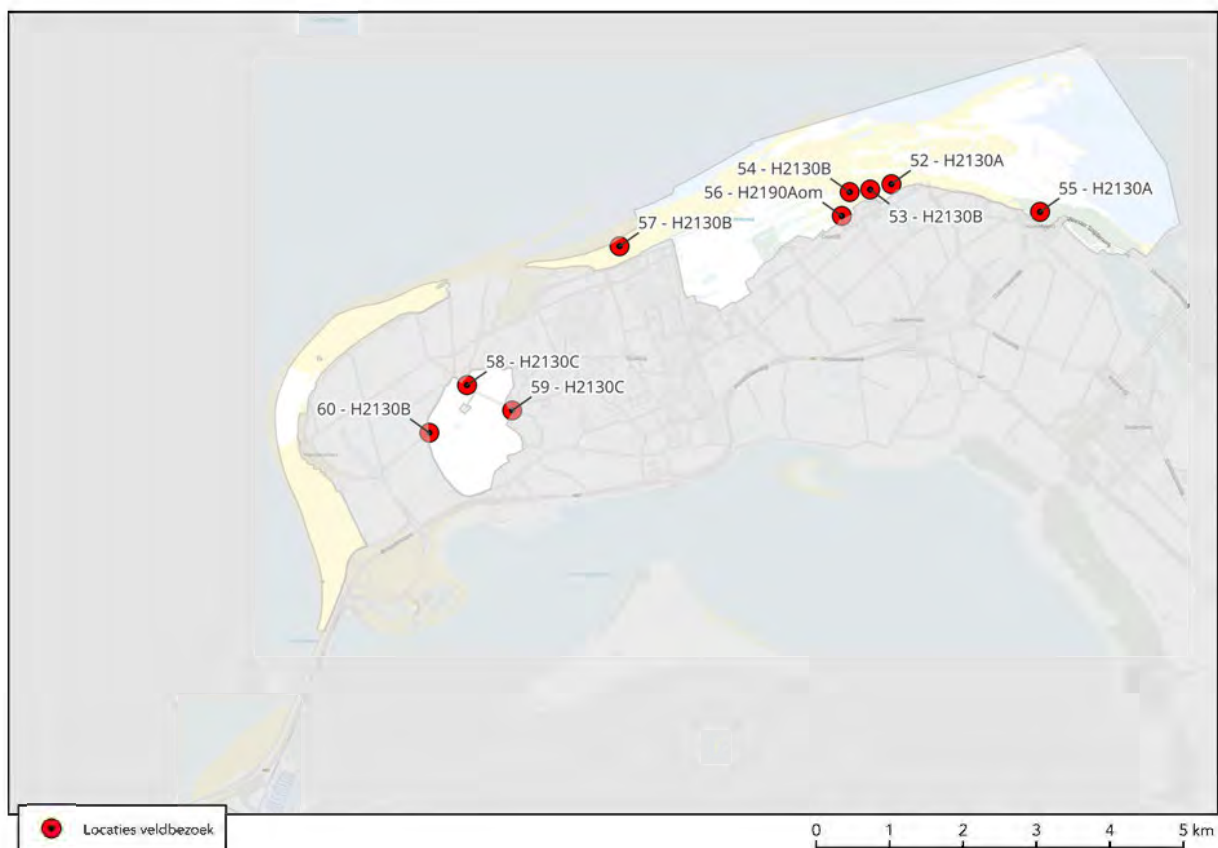 54 - H2130B
52 - H2130A
56 - H2190Aom
53 - H2130B
55 - H2130A
57 - H2130B
58 - H2130C
59 - H2130C
60 - H2130B
Locaties veldbezoek
0 1 2 3 4 5 km